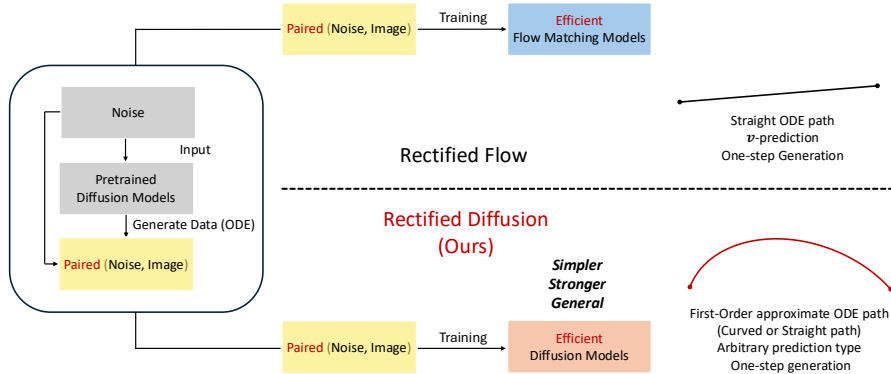 Paired (Noise, Image)
Training
Efficient
Flow Matching Models
Noise
Input
Pretrained
Diffusion Models
Generate Data (ODE)
Paired (Noise, Image)
Rectified Flow
Straight ODE path
v-prediction
One-step Generation
Rectified Diffusion
(Ours)
Simpler
Stronger
General
Paired (Noise, Image)
Training
Efficient
Diffusion Models
First-Order approximate ODE path
(Curved or Straight path)
Arbitrary prediction type
One-step generation